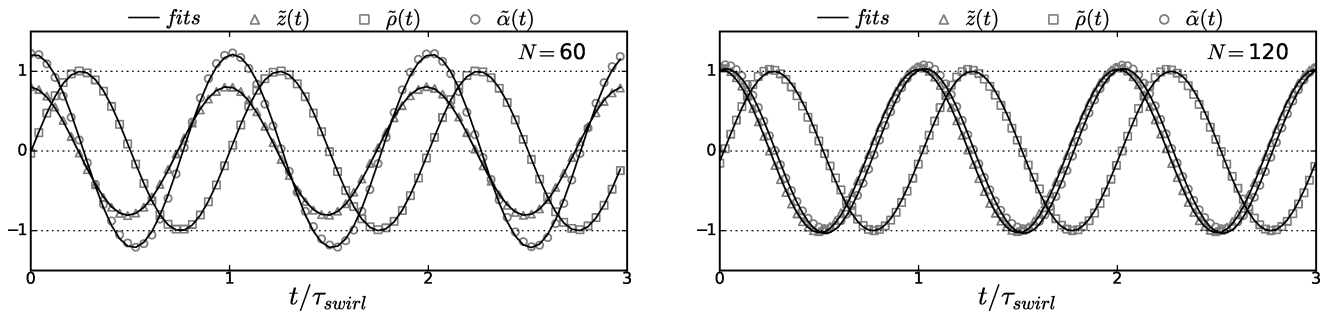 fits z̃(t) ρ̃(t) α̃(t)
N=60
1
0
−1
0 1 2 3
t/τ_swirl
fits z̃(t) ρ̃(t) α̃(t)
N=120
1
0
−1
0 1 2 3
t/τ_swirl